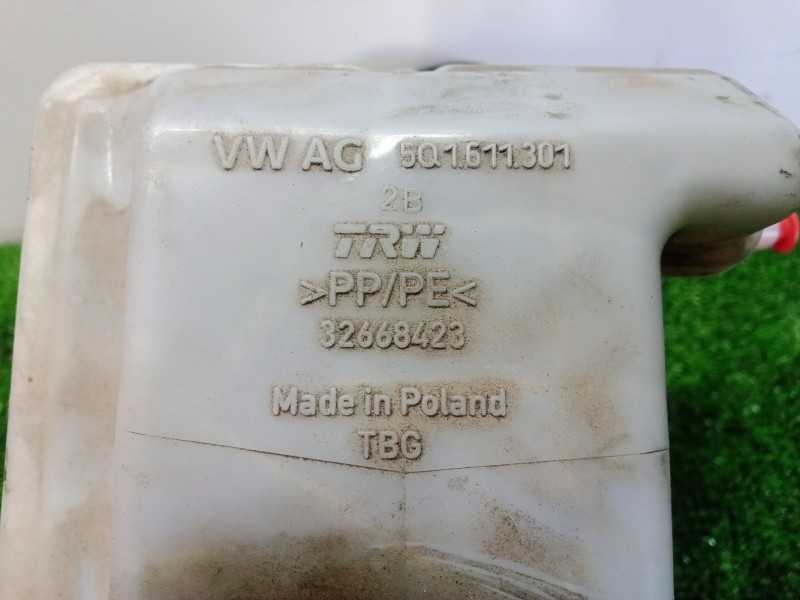 VW AG 5Q1.611.301
2B
TRW
>PP/PE<
32668423
Made in Poland
TBG